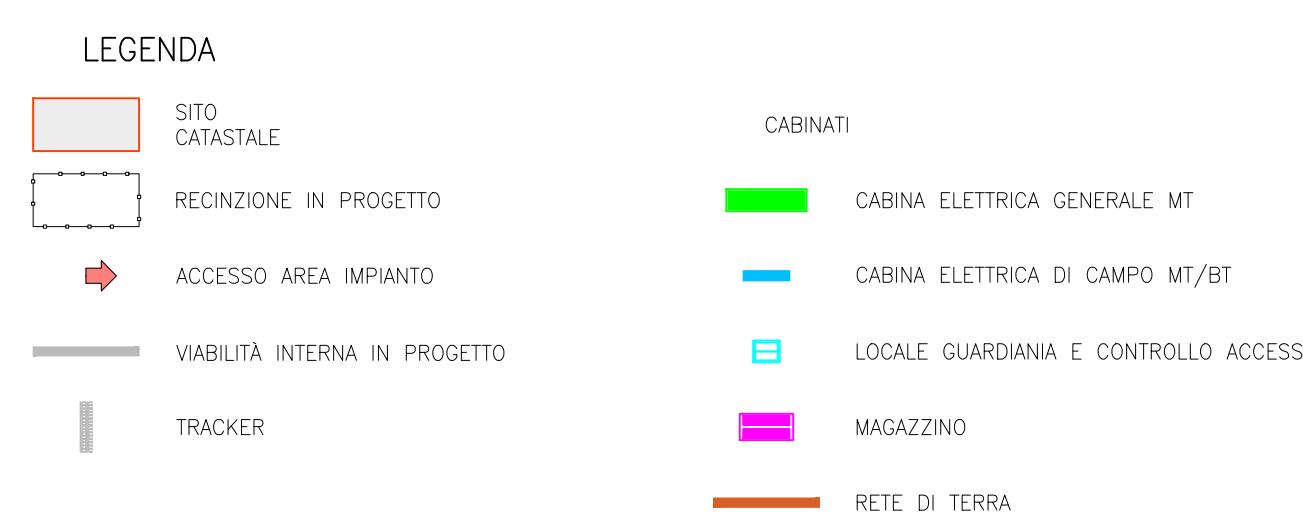 LEGENDA
SITO
CATASTALE
RECINZIONE IN PROGETTO
ACCESSO AREA IMPIANTO
VIABILITÀ INTERNA IN PROGETTO
TRACKER
CABINATI
CABINA ELETTRICA GENERALE MT
CABINA ELETTRICA DI CAMPO MT/BT
LOCALE GUARDIANIA E CONTROLLO ACCESS
MAGAZZINO
RETE DI TERRA